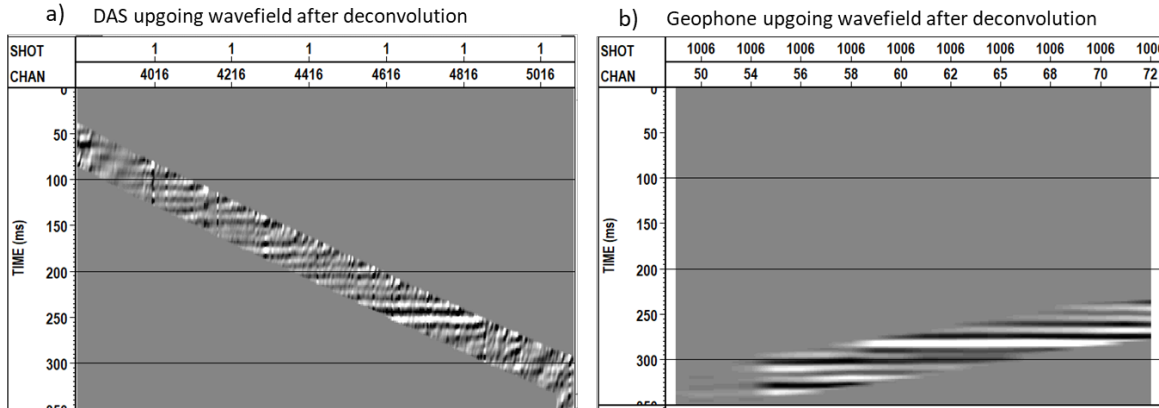 a) DAS upgoing wavefield after deconvolution
SHOT 1 1 1 1 1 1
CHAN 4016 4216 4416 4616 4816 5016
0
50
100
150
200
250
300
TIME (ms)
b) Geophone upgoing wavefield after deconvolution
SHOT 1006 1006 1006 1006 1006 1006 1006 1006 1006 100
CHAN 50 54 56 58 60 62 65 68 70 72
0
50
100
150
200
250
300
350
TIME (ms)